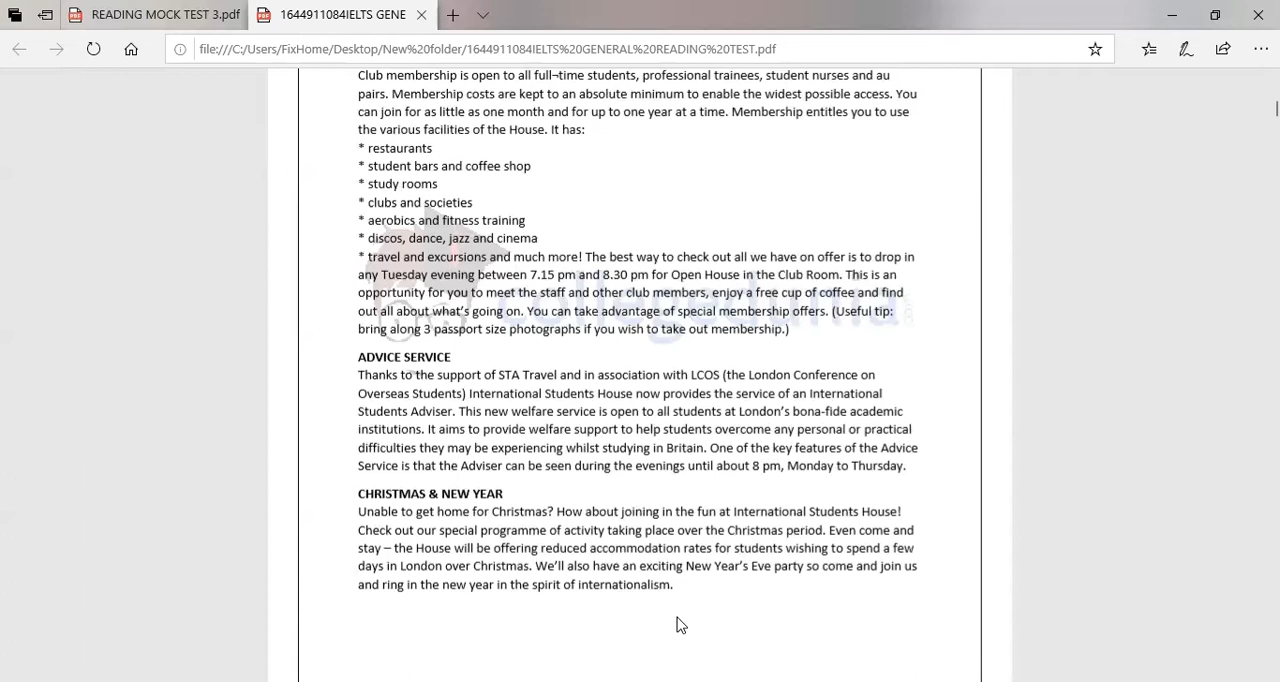 READING MOCK TEST 3.pdf
1644911084IELTS GENE
file:///C:/Users/FixHome/Desktop/New%20folder/1644911084IELTS%20GENERAL%20READING%20TEST.pdf
Club membership is open to all full¬time students, professional trainees, student nurses and au
pairs. Membership costs are kept to an absolute minimum to enable the widest possible access. You
can join for as little as one month and for up to one year at a time. Membership entitles you to use
the various facilities of the House. It has:
* restaurants
* student bars and coffee shop
* study rooms
* clubs and societies
* aerobics and fitness training
* discos, dance, jazz and cinema
* travel and excursions and much more! The best way to check out all we have on offer is to drop in
any Tuesday evening between 7.15 pm and 8.30 pm for Open House in the Club Room. This is an
opportunity for you to meet the staff and other club members, enjoy a free cup of coffee and find
out all about what's going on. You can take advantage of special membership offers. (Useful tip:
bring along 3 passport size photographs if you wish to take out membership.)
ADVICE SERVICE
Thanks to the support of STA Travel and in association with LCOS (the London Conference on
Overseas Students) International Students House now provides the service of an International
Students Adviser. This new welfare service is open to all students at London's bona-fide academic
institutions. It aims to provide welfare support to help students overcome any personal or practical
difficulties they may be experiencing whilst studying in Britain. One of the key features of the Advice
Service is that the Adviser can be seen during the evenings until about 8 pm, Monday to Thursday.
CHRISTMAS & NEW YEAR
Unable to get home for Christmas? How about joining in the fun at International Students House!
Check out our special programme of activity taking place over the Christmas period. Even come and
stay – the House will be offering reduced accommodation rates for students wishing to spend a few
days in London over Christmas. We'll also have an exciting New Year's Eve party so come and join us
and ring in the new year in the spirit of internationalism.